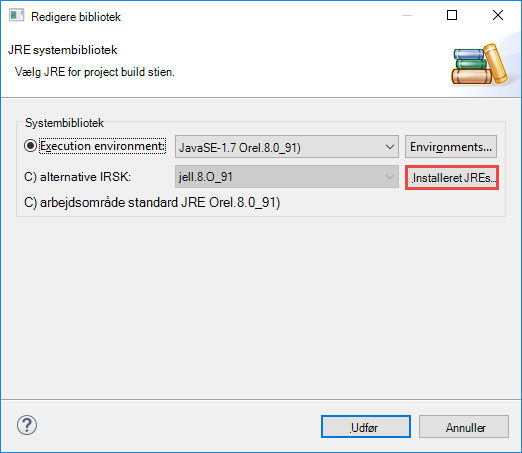 Redigere bibliotek
JRE systembibliotek
Vælg JRE for project build stien.
Systembibliotek
Execution environment: JavaSE-1.7 Orel.8.0_91) Environments...
C) alternative IRSK: jell.8.O_91 Installeret JREs...
C) arbejdsområde standard JRE Orel.8.0_91)
Udfør Annuller